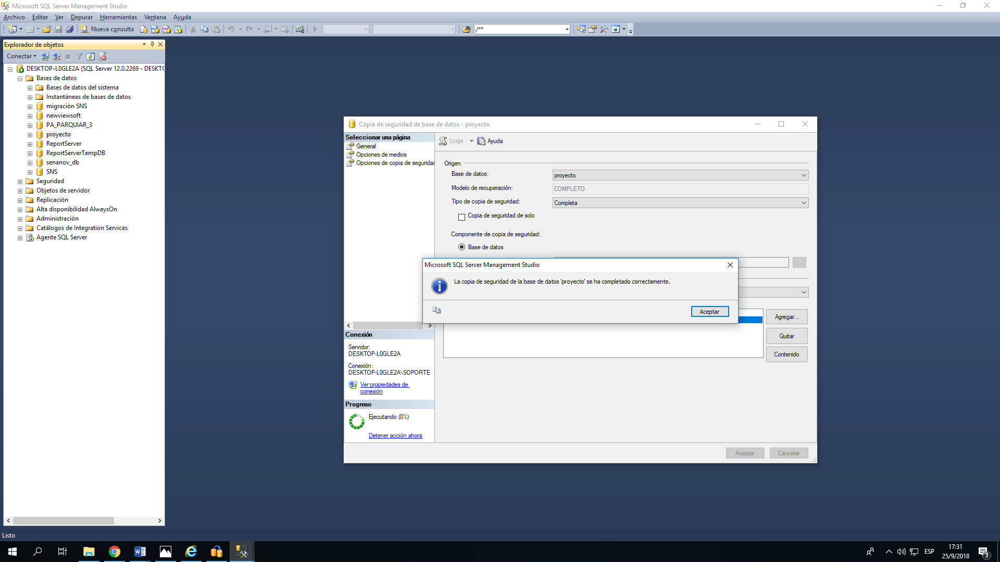 Microsoft SQL Server Management Studio
Archivo Editar Ver Depurar Herramientas Ventana Ayuda
Nueva consulta /**
Explorador de objetos
Conectar
DESKTOP-L0GLE2A (SQL Server 12.0.2269 - DESKTO
Bases de datos
Bases de datos del sistema
Instantáneas de bases de datos
migraciòn SNS
newviewsoft
PA_PARQUIAR_3
proyecto
ReportServer
ReportServerTempDB
senanov_db
SNS
Seguridad
Objetos de servidor
Replicación
Alta disponibilidad AlwaysOn
Administración
Catálogos de Integration Services
Agente SQL Server
Copia de seguridad de base de datos - proyecto
Seleccionar una página
General
Opciones de medios
Opciones de copia de seguridad
Script Ayuda
Origen
Base de datos: proyecto
Modelo de recuperación: COMPLETO
Tipo de copia de seguridad: Completa
Copia de seguridad de solo
Componente de copia de seguridad:
Base de datos
...
Microsoft SQL Server Management Studio
La copia de seguridad de la base de datos 'proyecto' se ha completado correctamente.
Aceptar
Agregar...
Quitar
Contenido
Conexión
Servidor:
DESKTOP-L0GLE2A
Conexión:
DESKTOP-L0GLE2A\SOPORTE
Ver propiedades de
conexión
Progreso
Ejecutando (0%)
Detener acción ahora
Aceptar Cancelar
Listo
ESP
17:31
25/9/2018
3